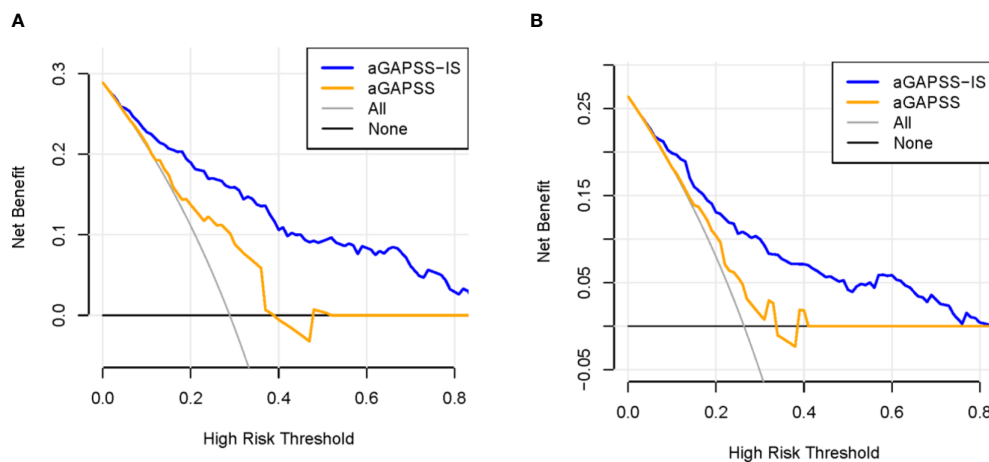 A
aGAPSS-IS
aGAPSS
All
None
Net Benefit
0.3
0.2
0.1
0.0
0.0 0.2 0.4 0.6 0.8
High Risk Threshold
B
aGAPSS-IS
aGAPSS
All
None
Net Benefit
0.25
0.15
0.05
-0.05
0.0 0.2 0.4 0.6 0.8
High Risk Threshold